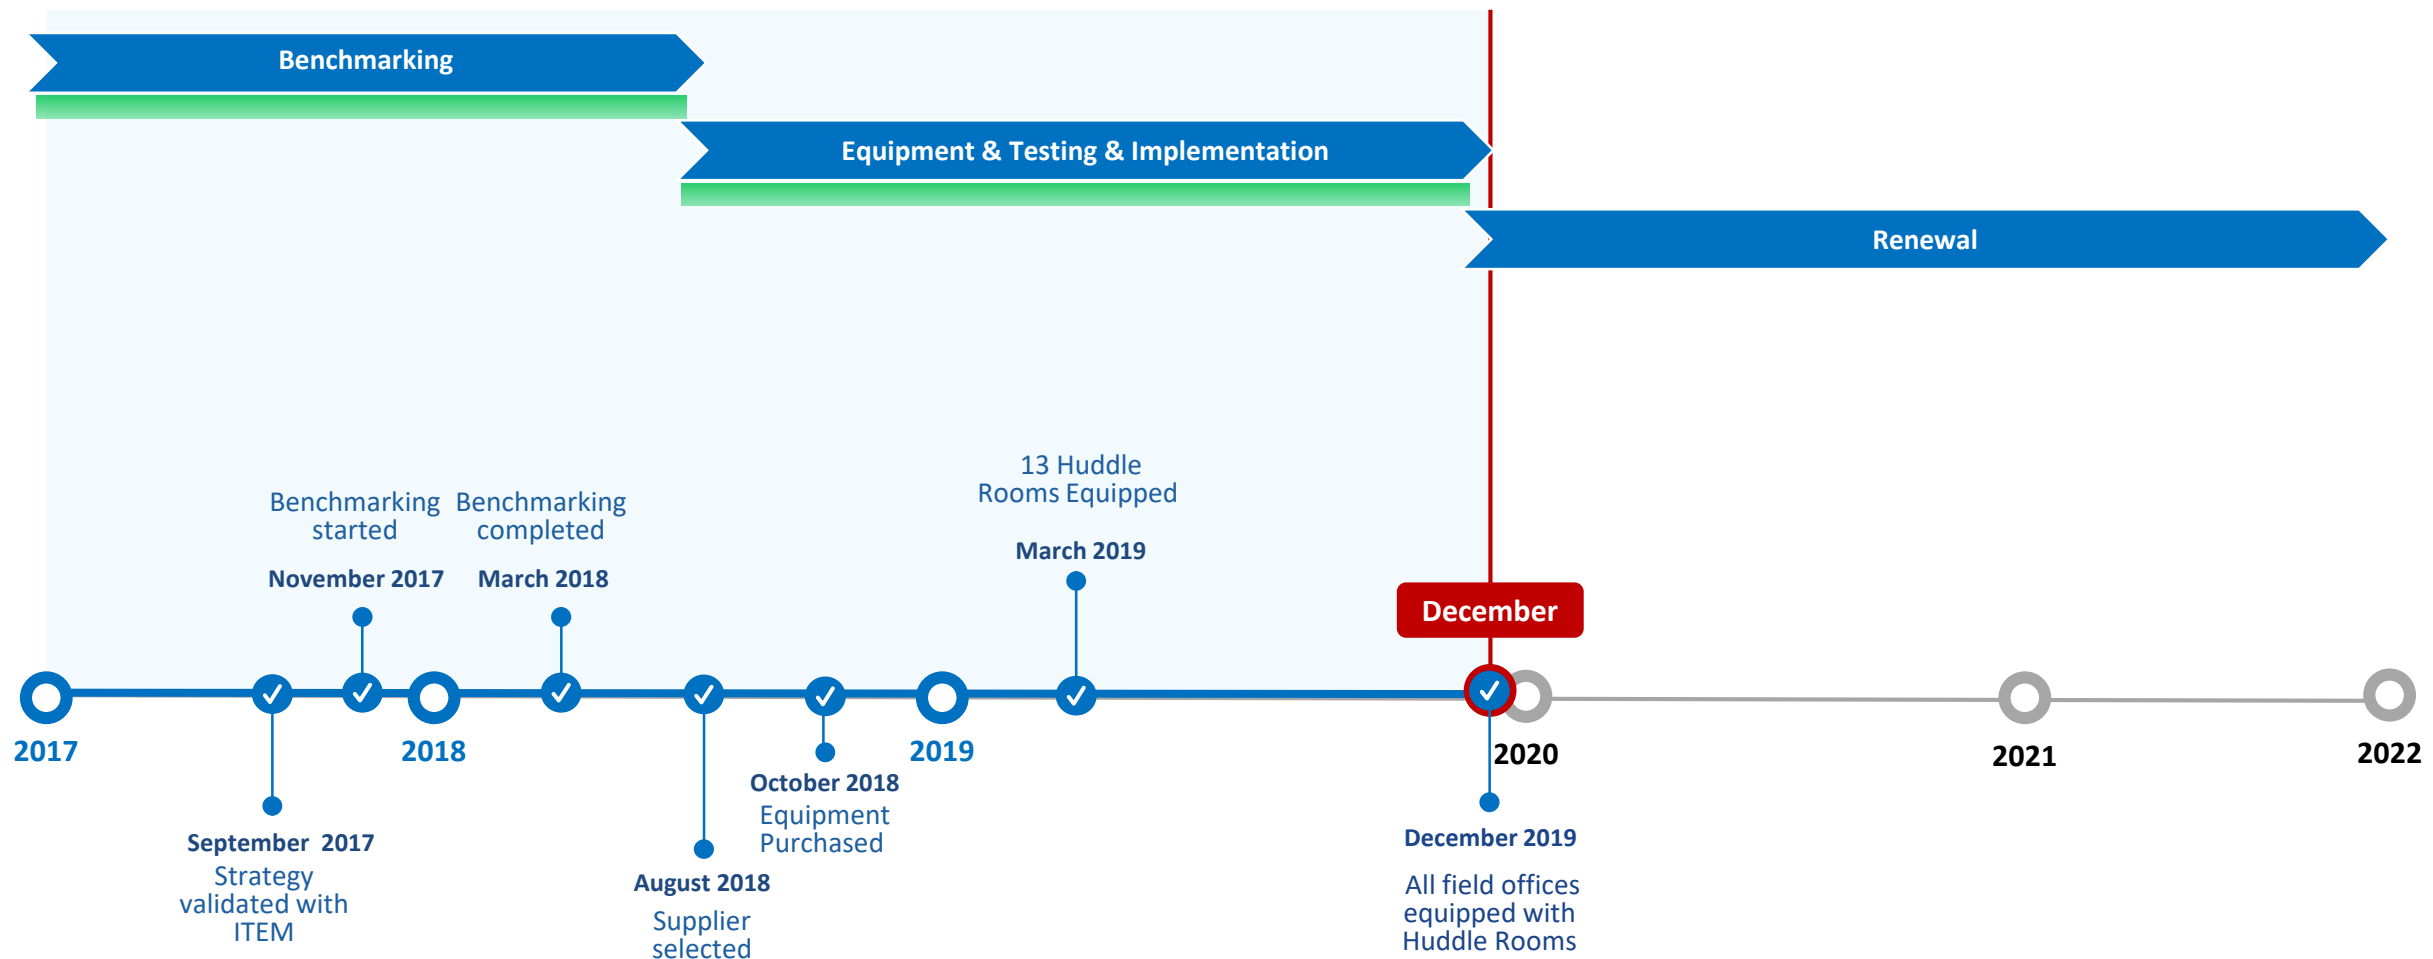 Benchmarking
Equipment & Testing & Implementation
Renewal
13 Huddle
Rooms Equipped
March 2019
Benchmarking
started
November 2017
Benchmarking
completed
March 2018
December
2017
2018
2019
2020
2021
2022
September 2017
Strategy
validated with
ITEM
August 2018
Supplier
selected
October 2018
Equipment
Purchased
December 2019
All field offices
equipped with
Huddle Rooms